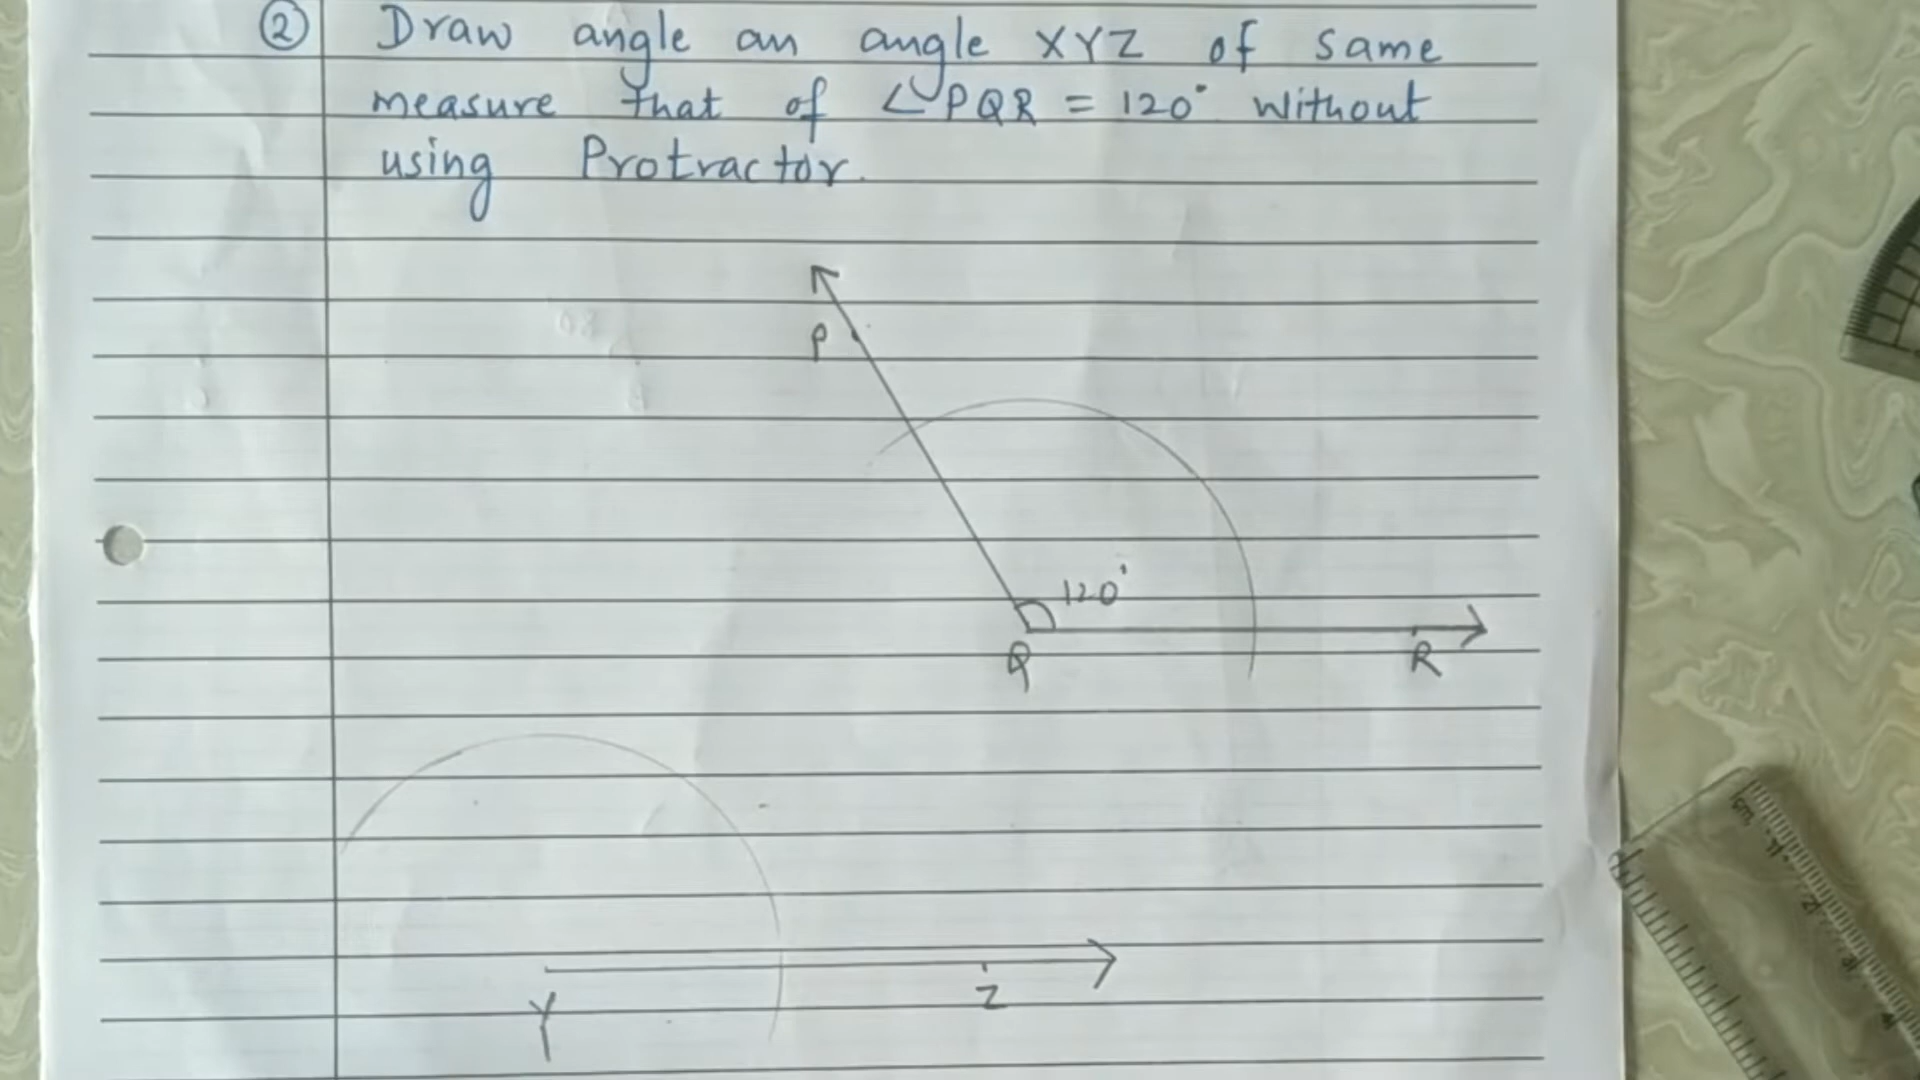 ② Draw angle an angle XYZ of same
measure that of ∠PQR = 120° without
using Protractor.
P
120°
Q
R
Y
Z